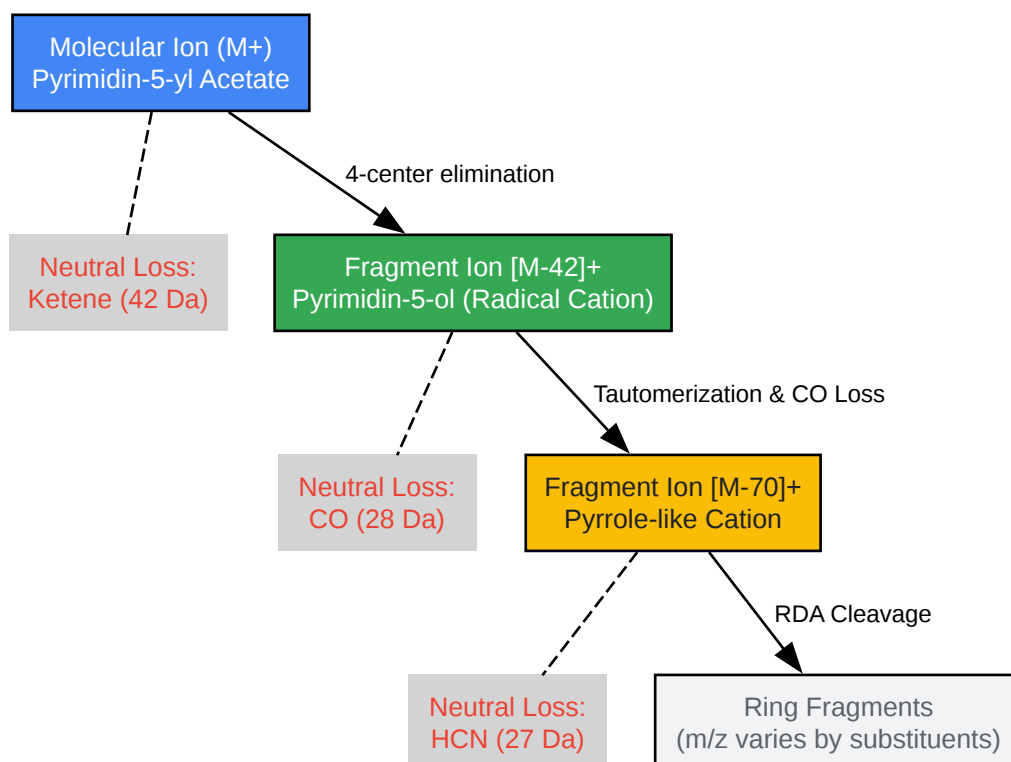 Molecular Ion (M+)
Pyrimidin-5-yl Acetate
4-center elimination
Neutral Loss:
Ketene (42 Da)
Fragment Ion [M-42]+
Pyrimidin-5-ol (Radical Cation)
Tautomerization & CO Loss
Neutral Loss:
CO (28 Da)
Fragment Ion [M-70]+
Pyrrole-like Cation
RDA Cleavage
Neutral Loss:
HCN (27 Da)
Ring Fragments
(m/z varies by substituents)